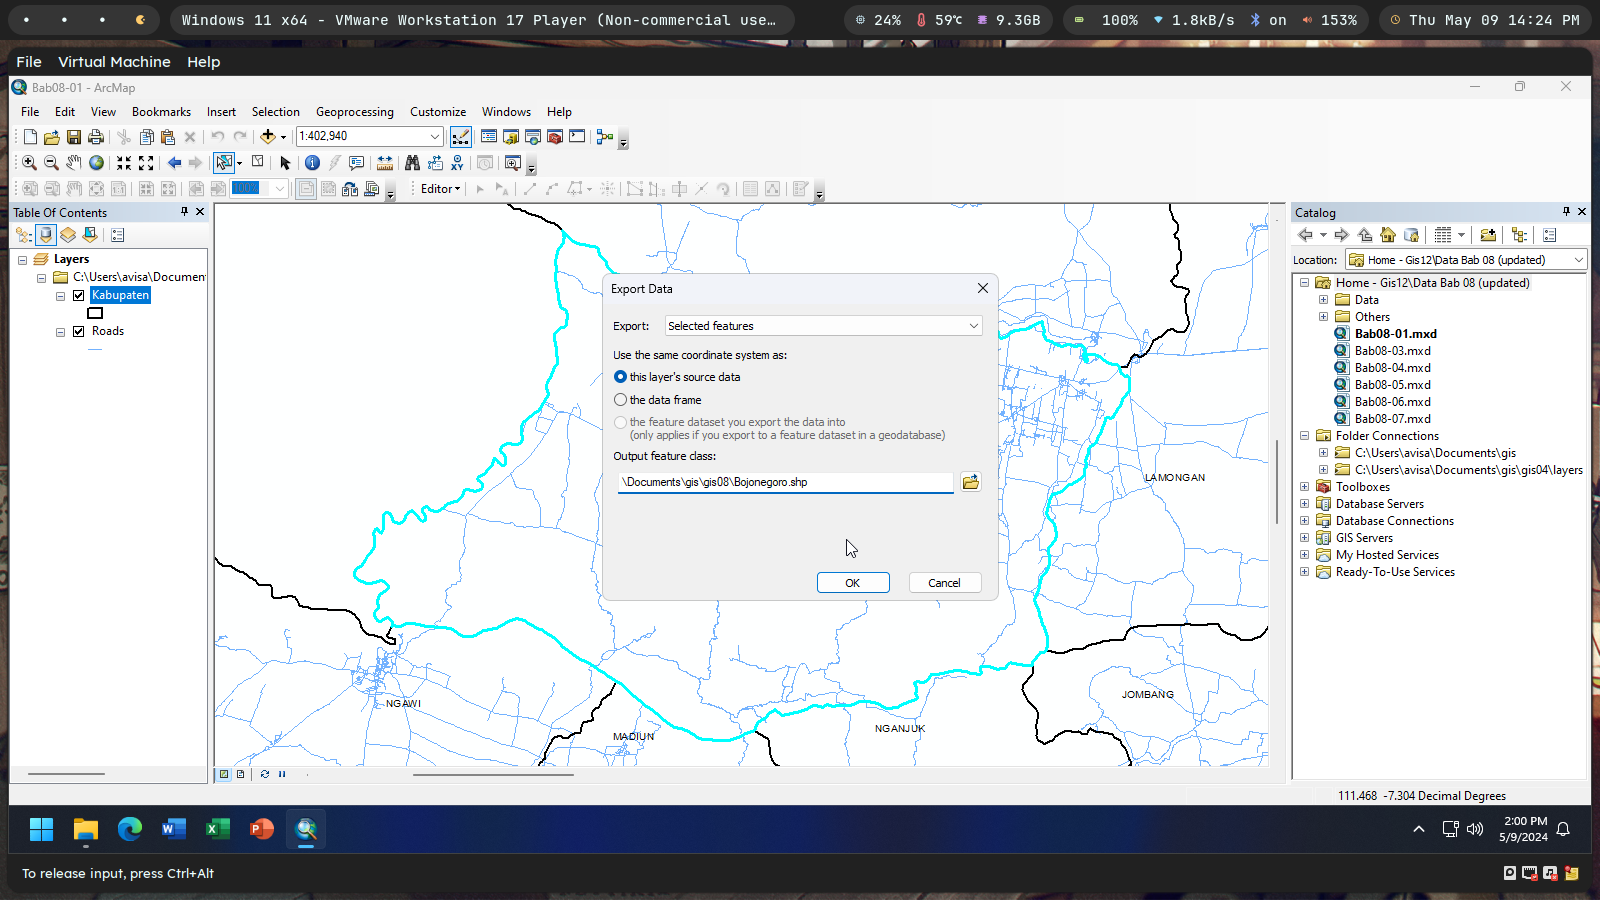 Windows 11 x64 - VMware Workstation 17 Player (Non-commercial use…
24%
59℃
9.3GB
100%
1.8kB/s
on
153%
Thu May 09 14:24 PM
File Virtual Machine Help
Bab08-01 - ArcMap
File Edit View Bookmarks Insert Selection Geoprocessing Customize Windows Help
1:402,940
100%
Editor
Table Of Contents
Layers
C:\Users\avisa\Documen
Kabupaten
Roads
LAMONGAN
NGAWI
MADIUN
NGANJUK
JOMBANG
Export Data
Export: Selected features
Use the same coordinate system as:
this layer's source data
the data frame
the feature dataset you export the data into
(only applies if you export to a feature dataset in a geodatabase)
Output feature class:
\Documents\gis\gis08\Bojonegoro.shp
OK Cancel
Catalog
Location: Home - Gis12\Data Bab 08 (updated)
Home - Gis12\Data Bab 08 (updated)
Data
Others
Bab08-01.mxd
Bab08-03.mxd
Bab08-04.mxd
Bab08-05.mxd
Bab08-06.mxd
Bab08-07.mxd
Folder Connections
C:\Users\avisa\Documents\gis
C:\Users\avisa\Documents\gis\gis04\layers
Toolboxes
Database Servers
Database Connections
GIS Servers
My Hosted Services
Ready-To-Use Services
111.468 -7.304 Decimal Degrees
2:00 PM
5/9/2024
To release input, press Ctrl+Alt